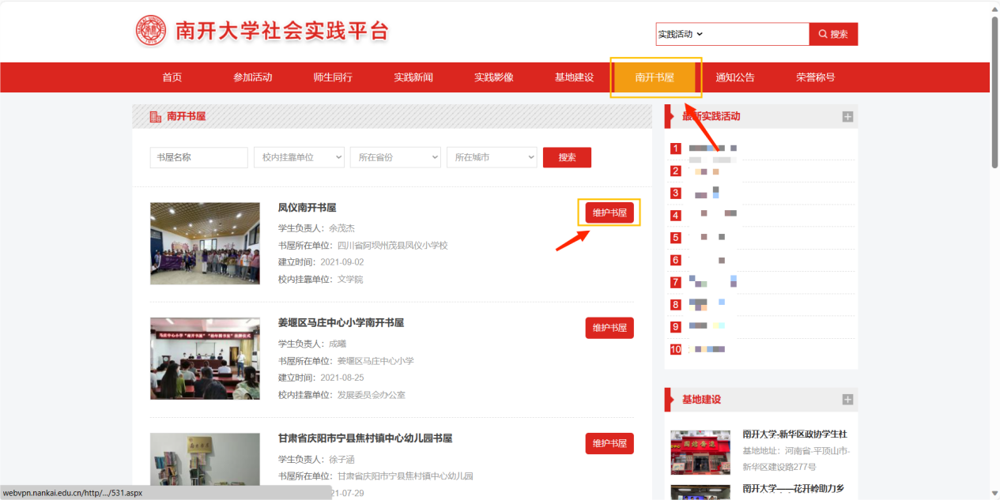 南开大学社会实践平台
实践活动
搜索
首页 参加活动 师生同行 实践新闻 实践影像 基地建设 南开书屋 通知公告 荣誉称号
南开书屋
书屋名称 校内挂靠单位 所在省份 所在城市 搜索
凤仪南开书屋
维护书屋
学生负责人：余茂杰
书屋所在单位：四川省阿坝州茂县凤仪小学校
建立时间：2021-09-02
校内挂靠单位：文学院
姜堰区马庄中心小学南开书屋
维护书屋
学生负责人：成曦
书屋所在单位：姜堰区马庄中心小学
建立时间：2021-08-25
校内挂靠单位：发展委员会办公室
甘肃省庆阳市宁县焦村镇中心幼儿园书屋
维护书屋
学生负责人：徐子涵
书屋所在单位：甘肃省庆阳市宁县焦村镇中心幼儿园
21-07-29
最新实践活动
1
2
3
4
5
6
7
8
9
10
基地建设
南开大学-新华区政协学生社
基地地址：河南省-平顶山市-
新华区建设路277号
南开大学——花开岭助力乡
webvpn.nankai.edu.cn/http/.../531.aspx